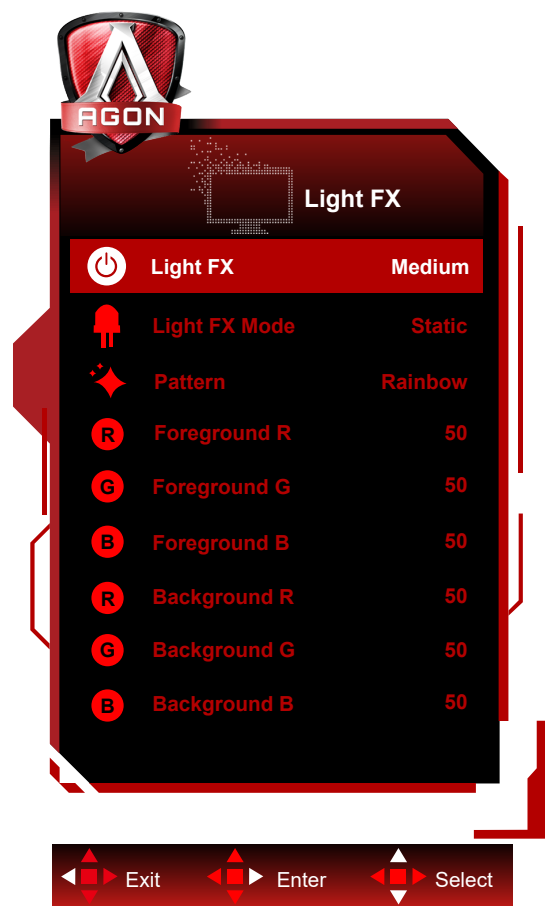 AGON
Light FX
Light FX Medium
Light FX Mode Static
Pattern Rainbow
R Foreground R 50
G Foreground G 50
B Foreground B 50
R Background R 50
G Background G 50
B Background B 50
Exit Enter Select